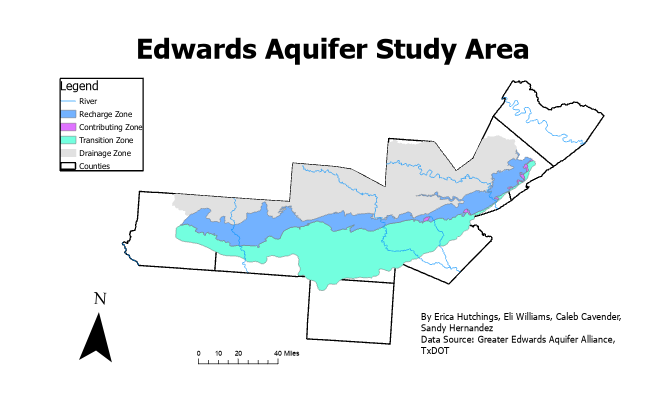 Edwards Aquifer Study Area
Legend
River
Recharge Zone
Contributing Zone
Transition Zone
Drainage Zone
Counties
N
0 10 20 40 Miles
By Erica Hutchings, Eli Williams, Caleb Cavender,
Sandy Hernandez
Data Source: Greater Edwards Aquifer Alliance,
TxDOT